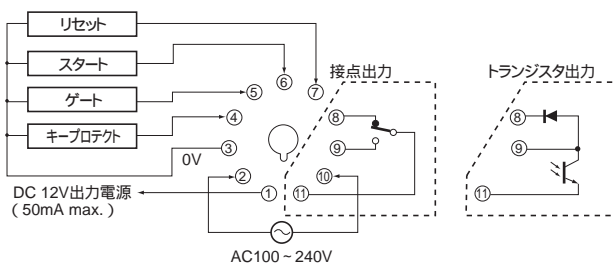 リセット
スタート
ゲート
キープロテクト
⑤
⑥
⑦
④
③
0V
②
①
DC 12V出力電源
（50mA max.）
AC100～240V
接点出力
⑧
⑨
⑩
⑪
トランジスタ出力
⑧
⑨
⑪